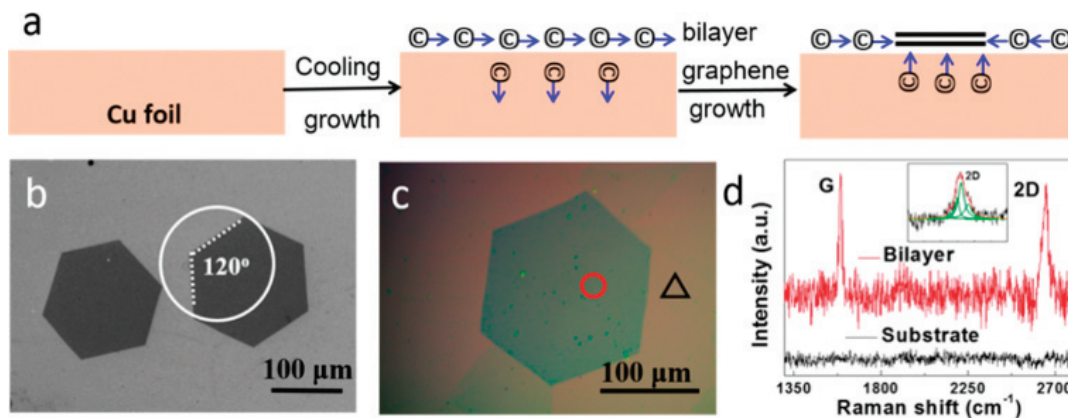 a
Cu foil
Cooling
growth
© © © © © ©
© © ©
bilayer
graphene
growth
© © © ©
© © ©
b
120°
100 µm
c
100 µm
d
G
2D
2D
Bilayer
Substrate
Intensity (a.u.)
1350 1800 2250 2700
Raman shift (cm⁻¹)